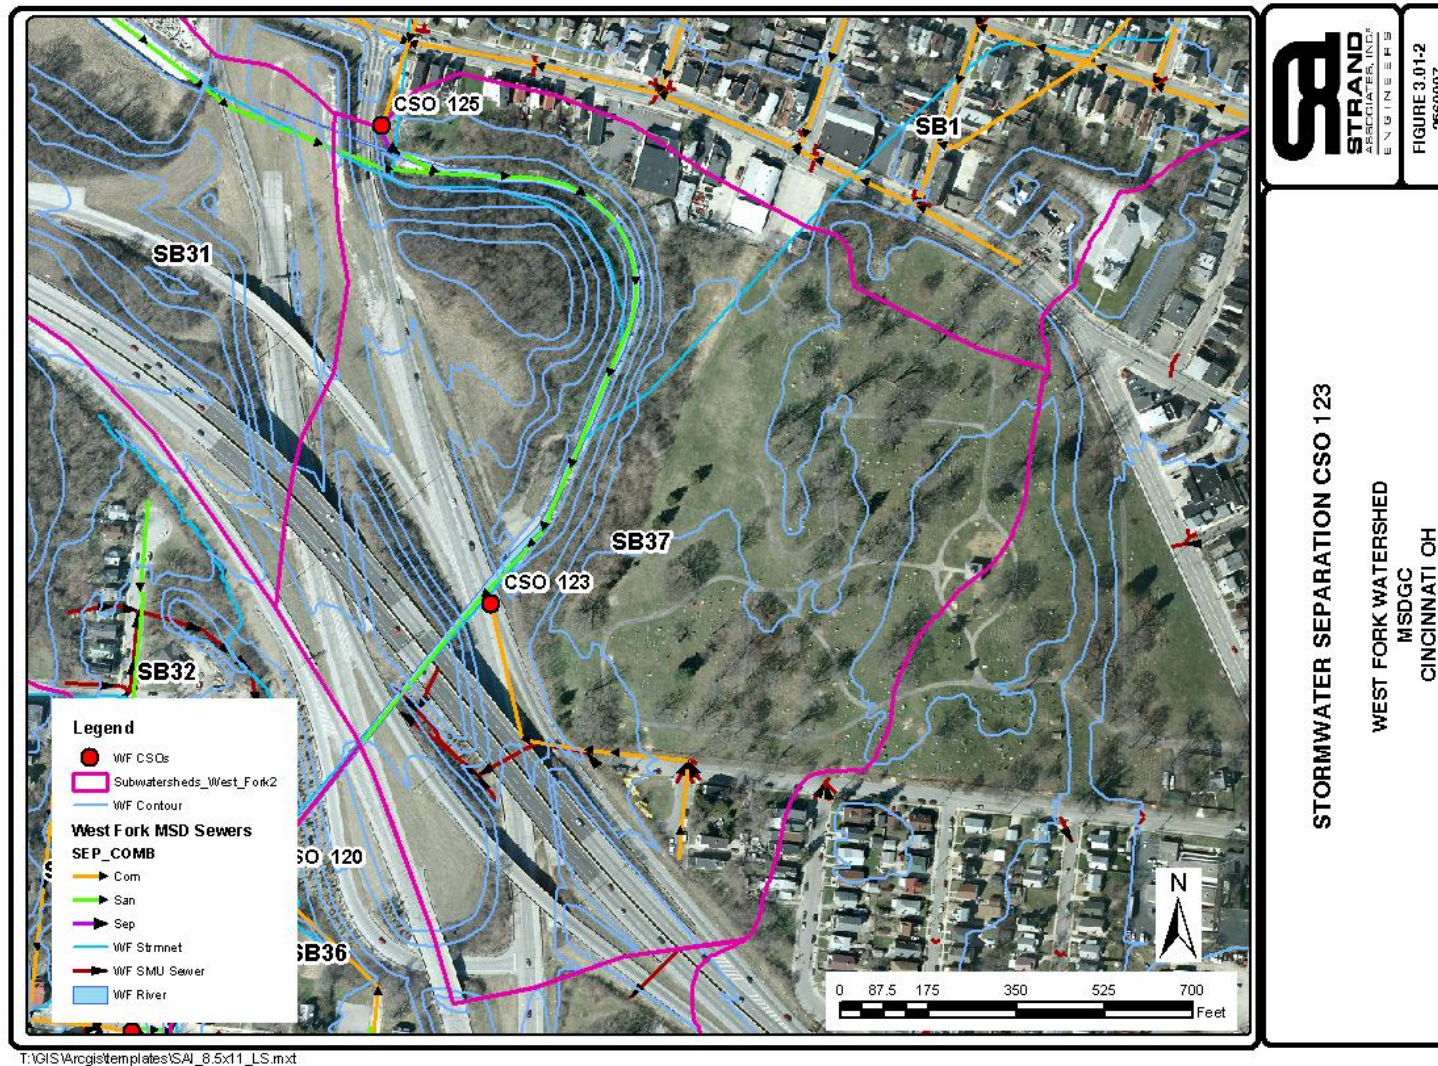 CSO 125
SB1
SB31
SB37
CSO 123
SB32
SO 120
SB36
Legend
WF CSOs
Subwatersheds_West_Fork2
WF Contour
West Fork MSD Sewers
SEP_COMB
Com
San
Sep
WF Strmnet
WF SMU Sewer
WF River
N
0 87.5 175 350 525 700
Feet
STRAND
ASSOCIATES, INC.®
ENGINEERS
FIGURE 3.01-2
STORMWATER SEPARATION CSO 123
WEST FORK WATERSHED
MSDGC
CINCINNATI OH
T:\GIS\Arcgis\templates\SAI_8.5x11_LS.mxt